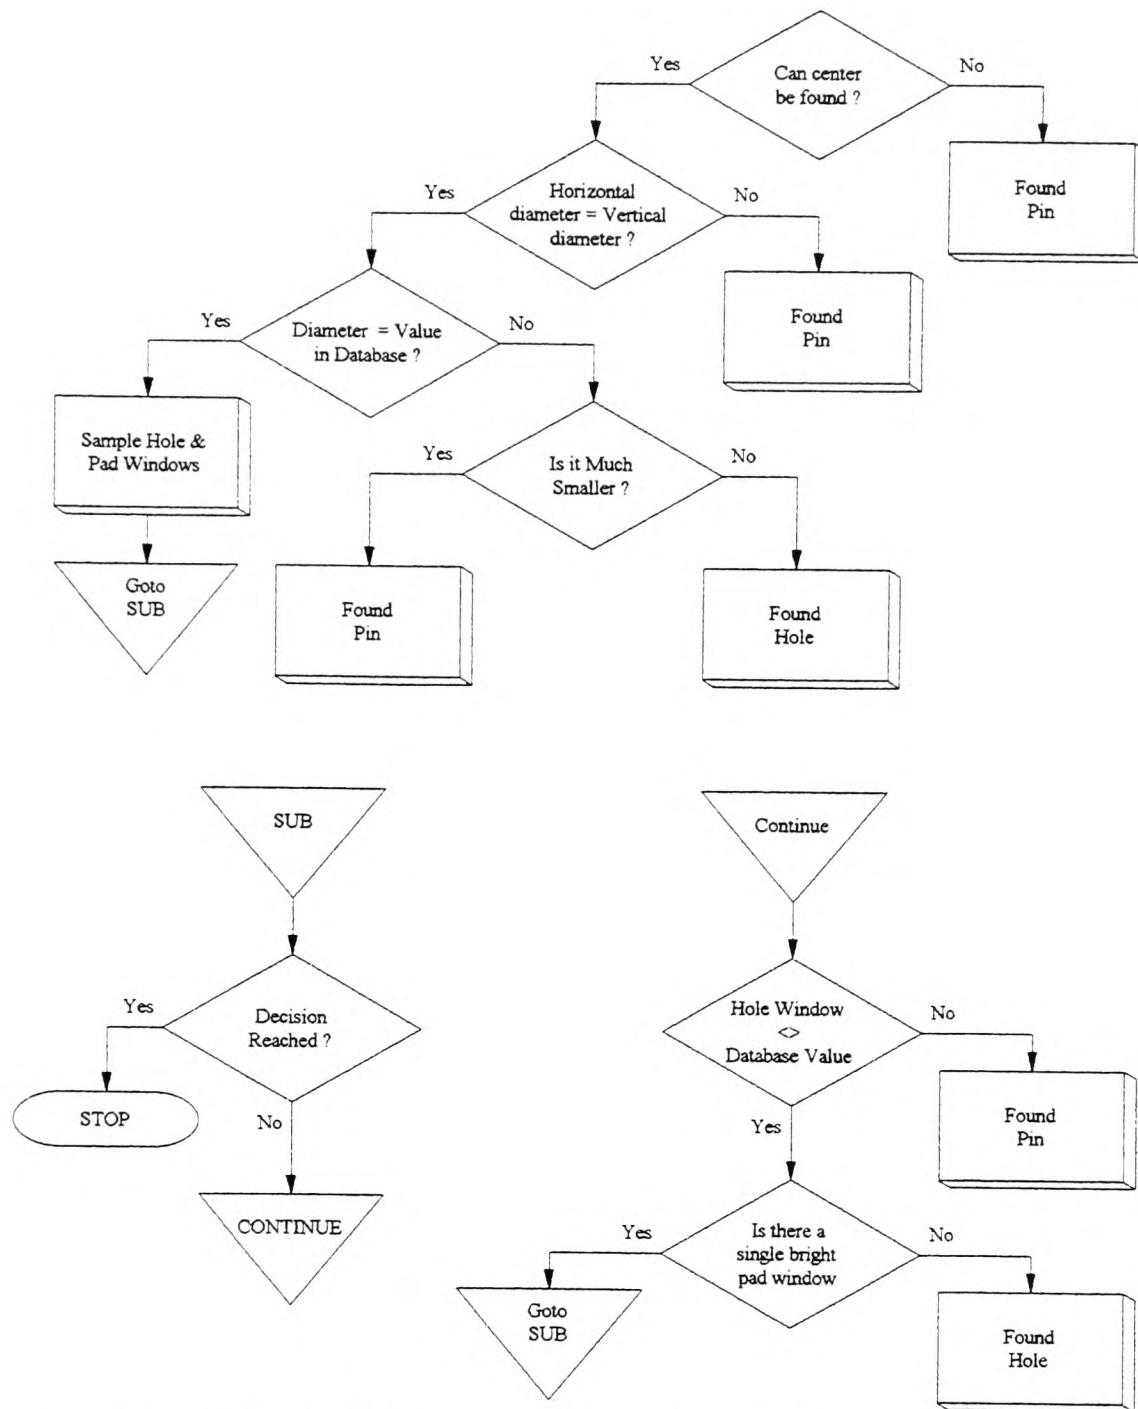 Can center
be found ?
Yes
No
Found
Pin
Horizontal
diameter = Vertical
diameter ?
Yes
No
Found
Pin
Diameter = Value
in Database ?
Yes
No
Sample Hole &
Pad Windows
Goto
SUB
Is it Much
Smaller ?
Yes
No
Found
Pin
Found
Hole
SUB
Decision
Reached ?
Yes
STOP
No
CONTINUE
Continue
Hole Window
<>
Database Value
No
Found
Pin
Yes
Is there a
single bright
pad window
Yes
Goto
SUB
No
Found
Hole